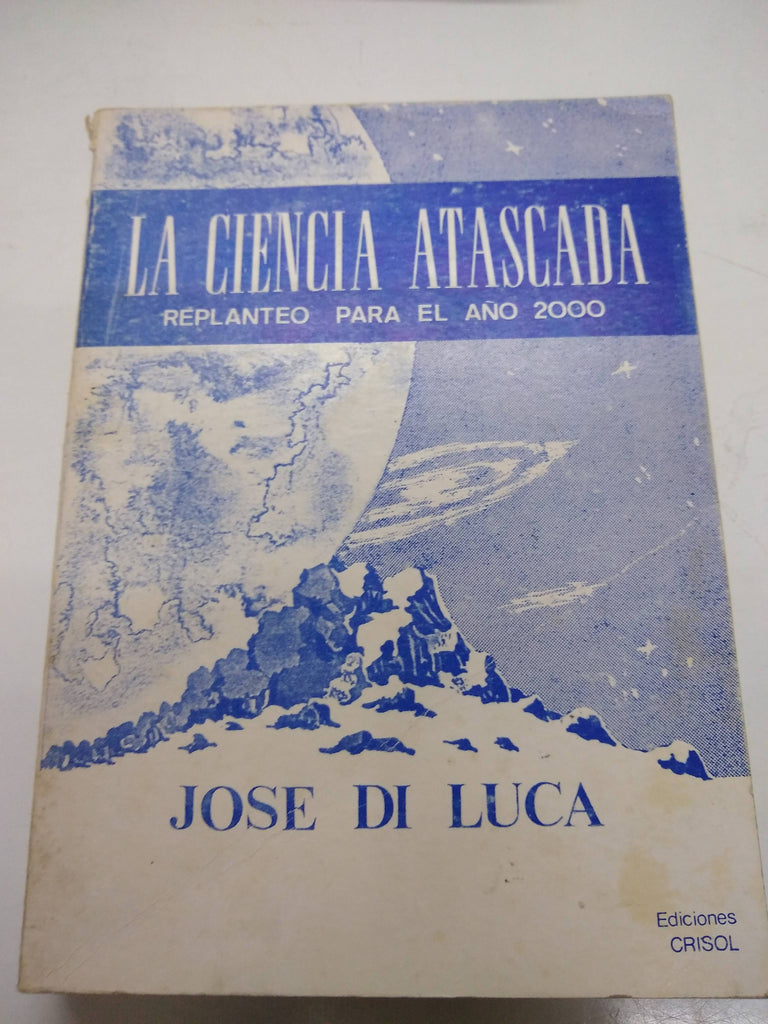 LA CIENCIA ATASCADA
REPLANTEO PARA EL AÑO 2000
JOSE DI LUCA
Ediciones
CRISOL